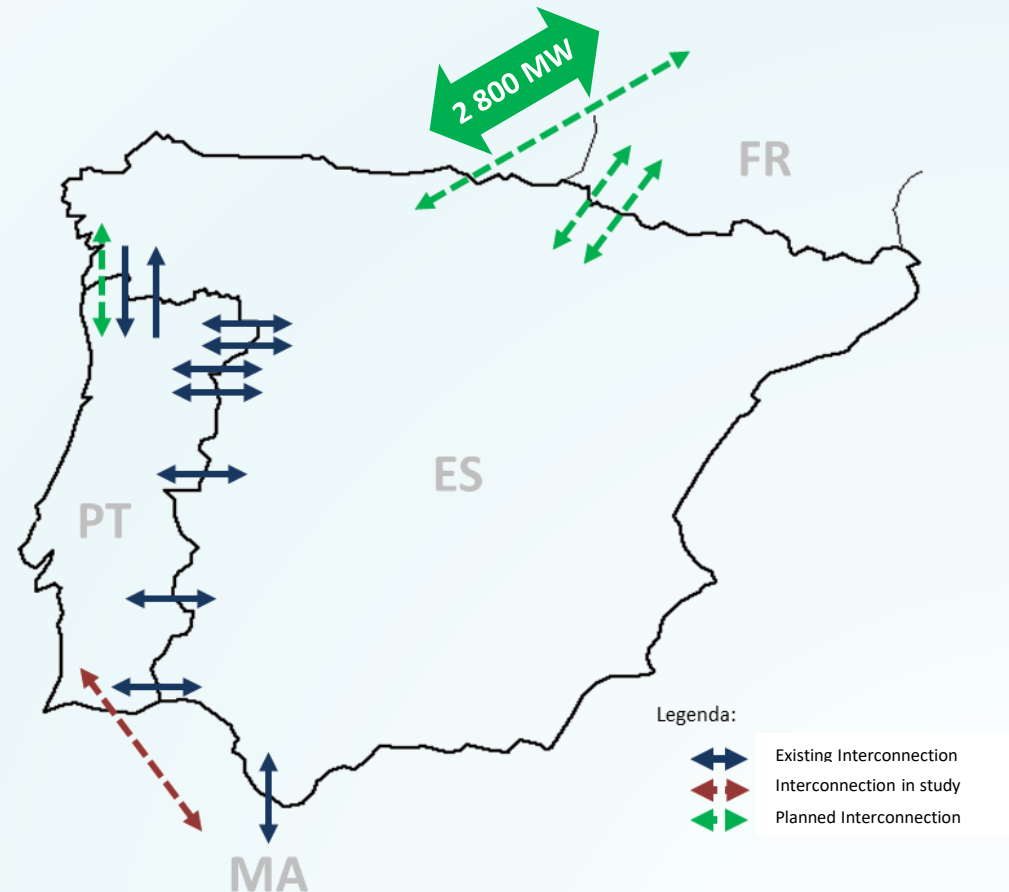 2 800 MW
FR
ES
PT
MA
Legenda:
Existing Interconnection
Interconnection in study
Planned Interconnection